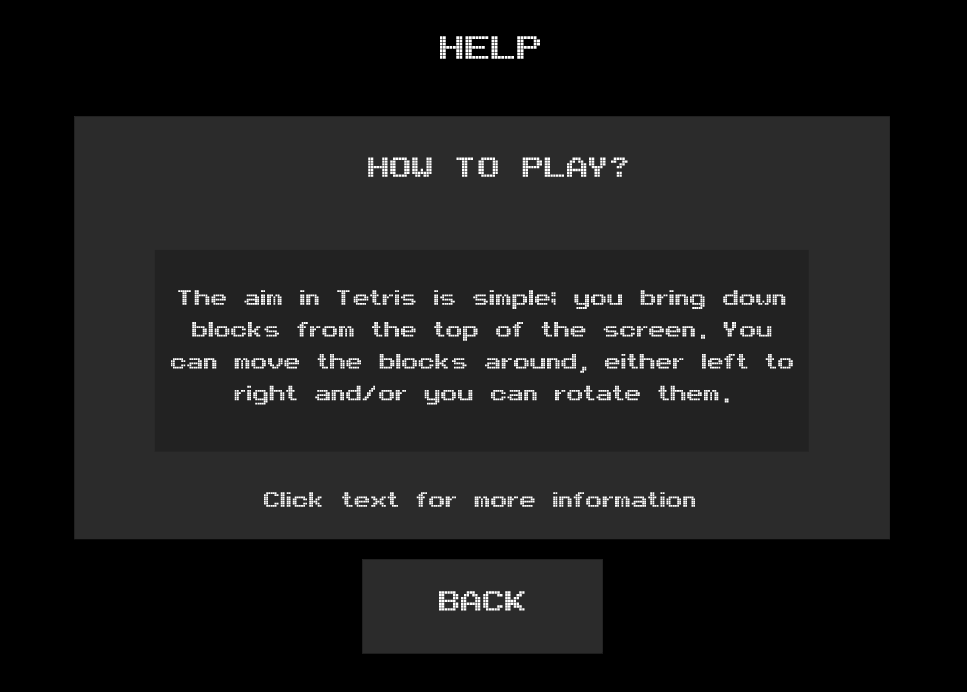 HELP
HOW TO PLAY?
The aim in Tetris is simple; you bring down
blocks from the top of the screen. You
can move the blocks around, either left to
right and/or you can rotate them.
Click text for more information
BACK